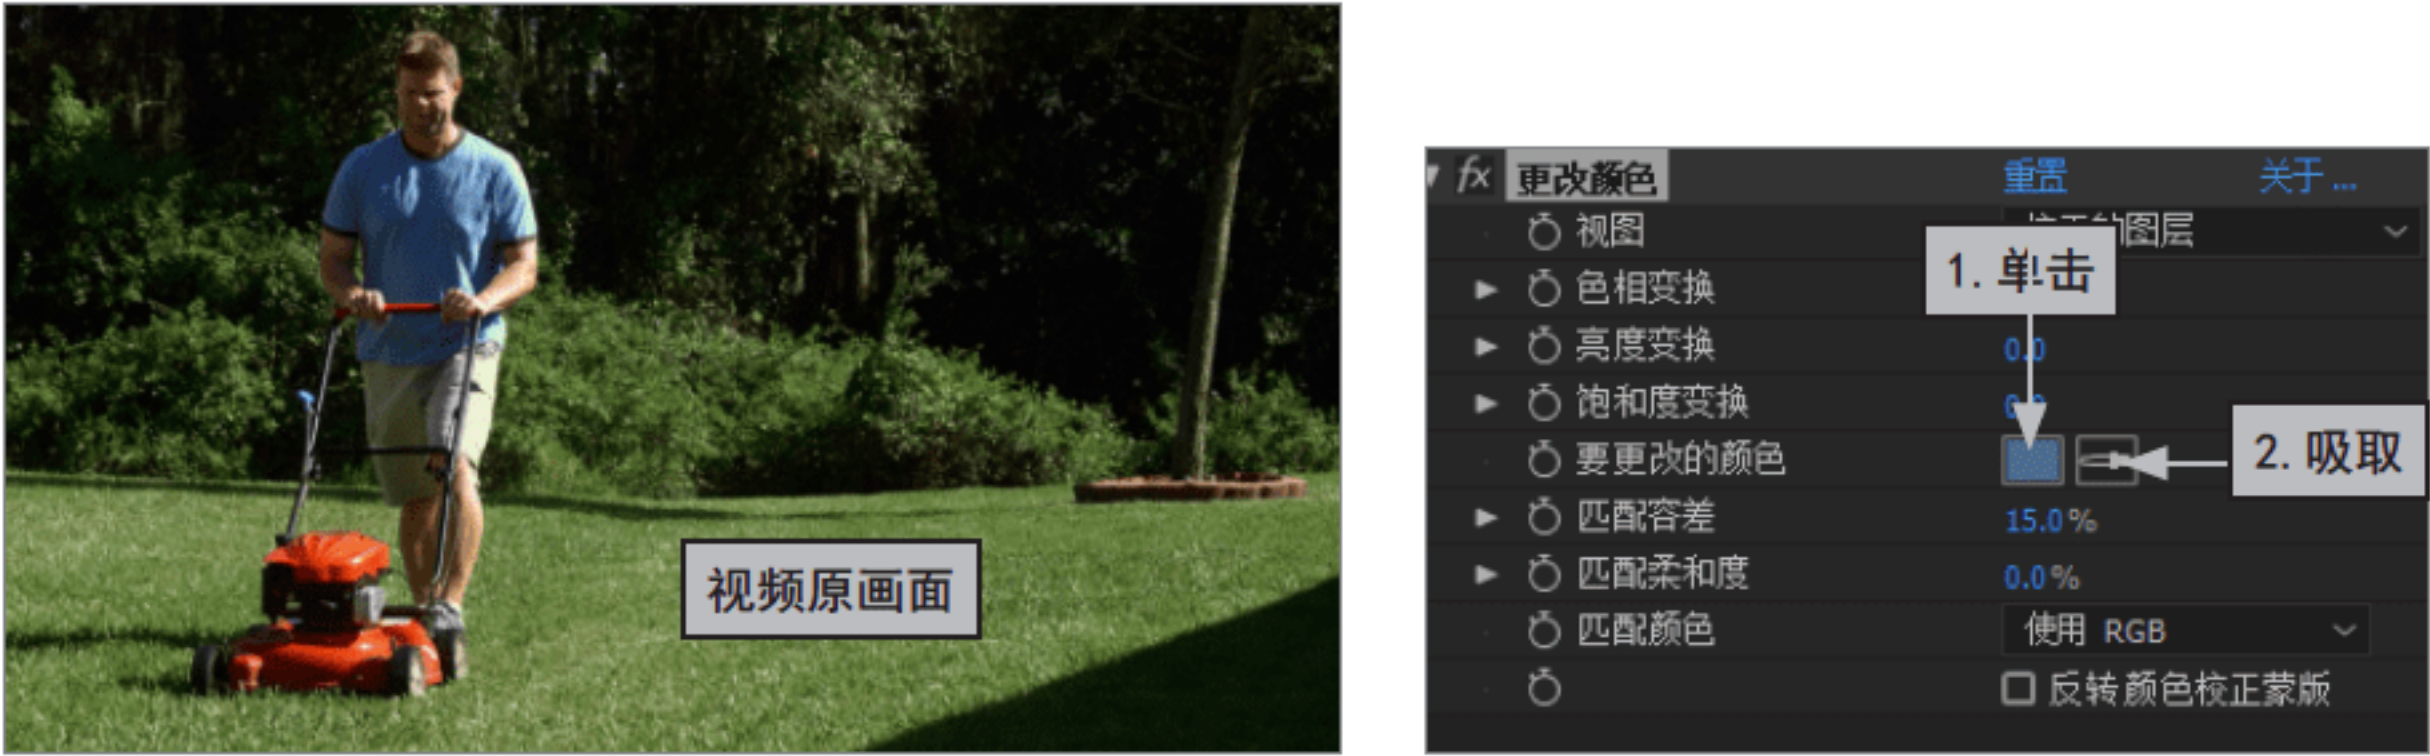 视频原画面
fx 更改颜色 重置 关于...
视图 图层
1. 单击
色相变换
亮度变换 0.0
饱和度变换
要更改的颜色
2. 吸取
匹配容差 15.0%
匹配柔和度 0.0%
匹配颜色 使用 RGB
反转颜色校正蒙版